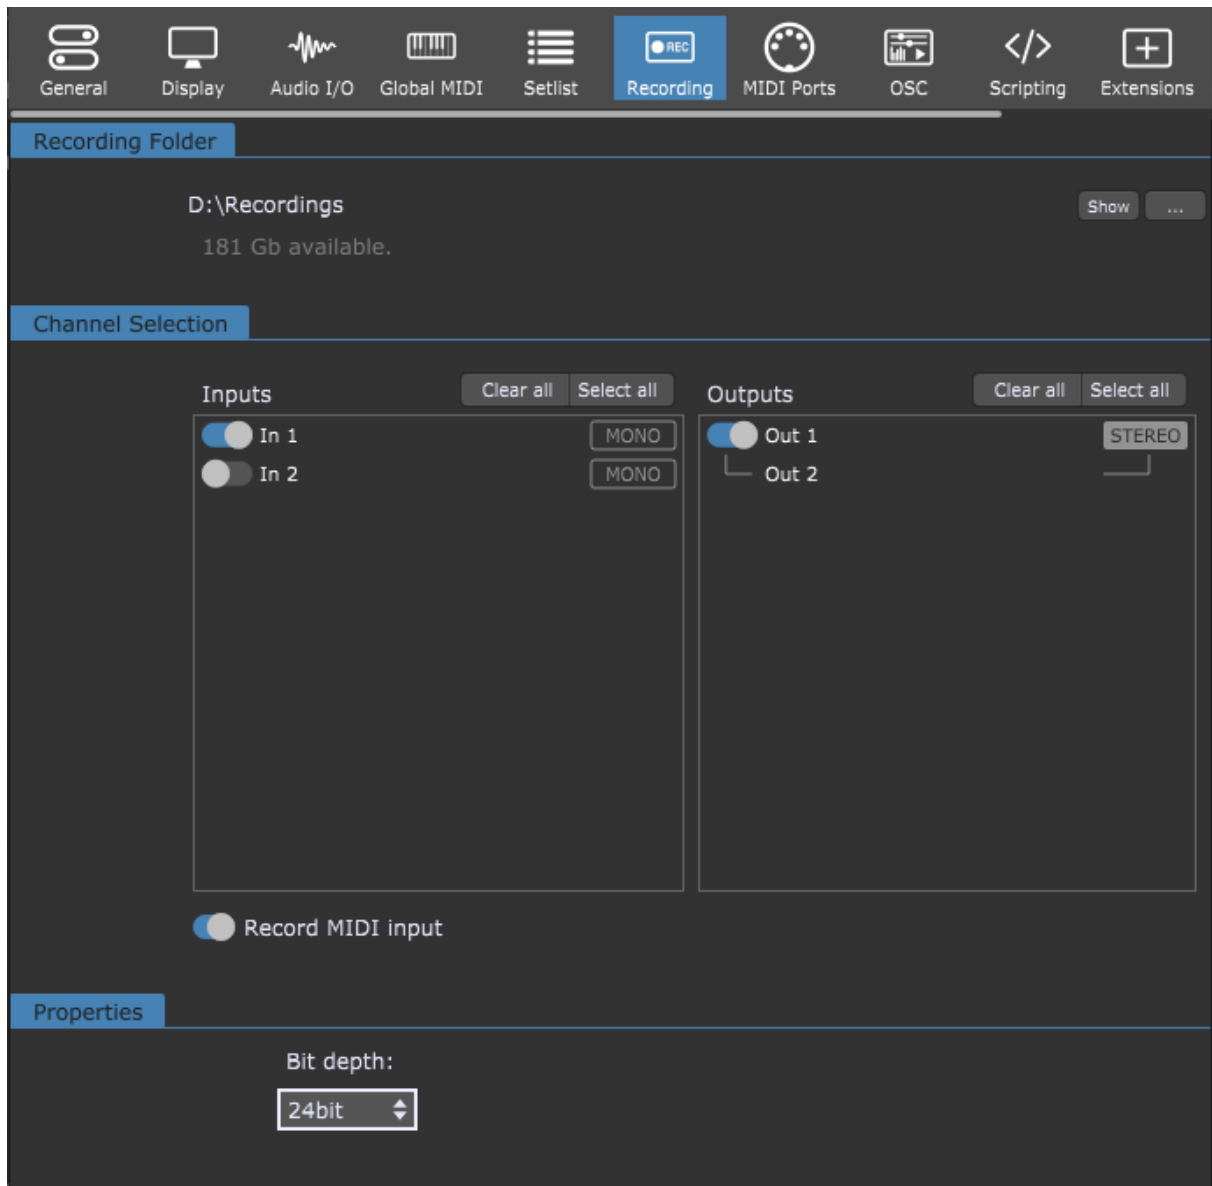 REC
General Display Audio I/O Global MIDI Setlist Recording MIDI Ports OSC Scripting Extensions
Recording Folder
D:\Recordings Show ...
181 Gb available.
Channel Selection
Inputs Clear all Select all Outputs Clear all Select all
In 1 MONO Out 1 STEREO
In 2 MONO Out 2
Record MIDI input
Properties
Bit depth:
24bit